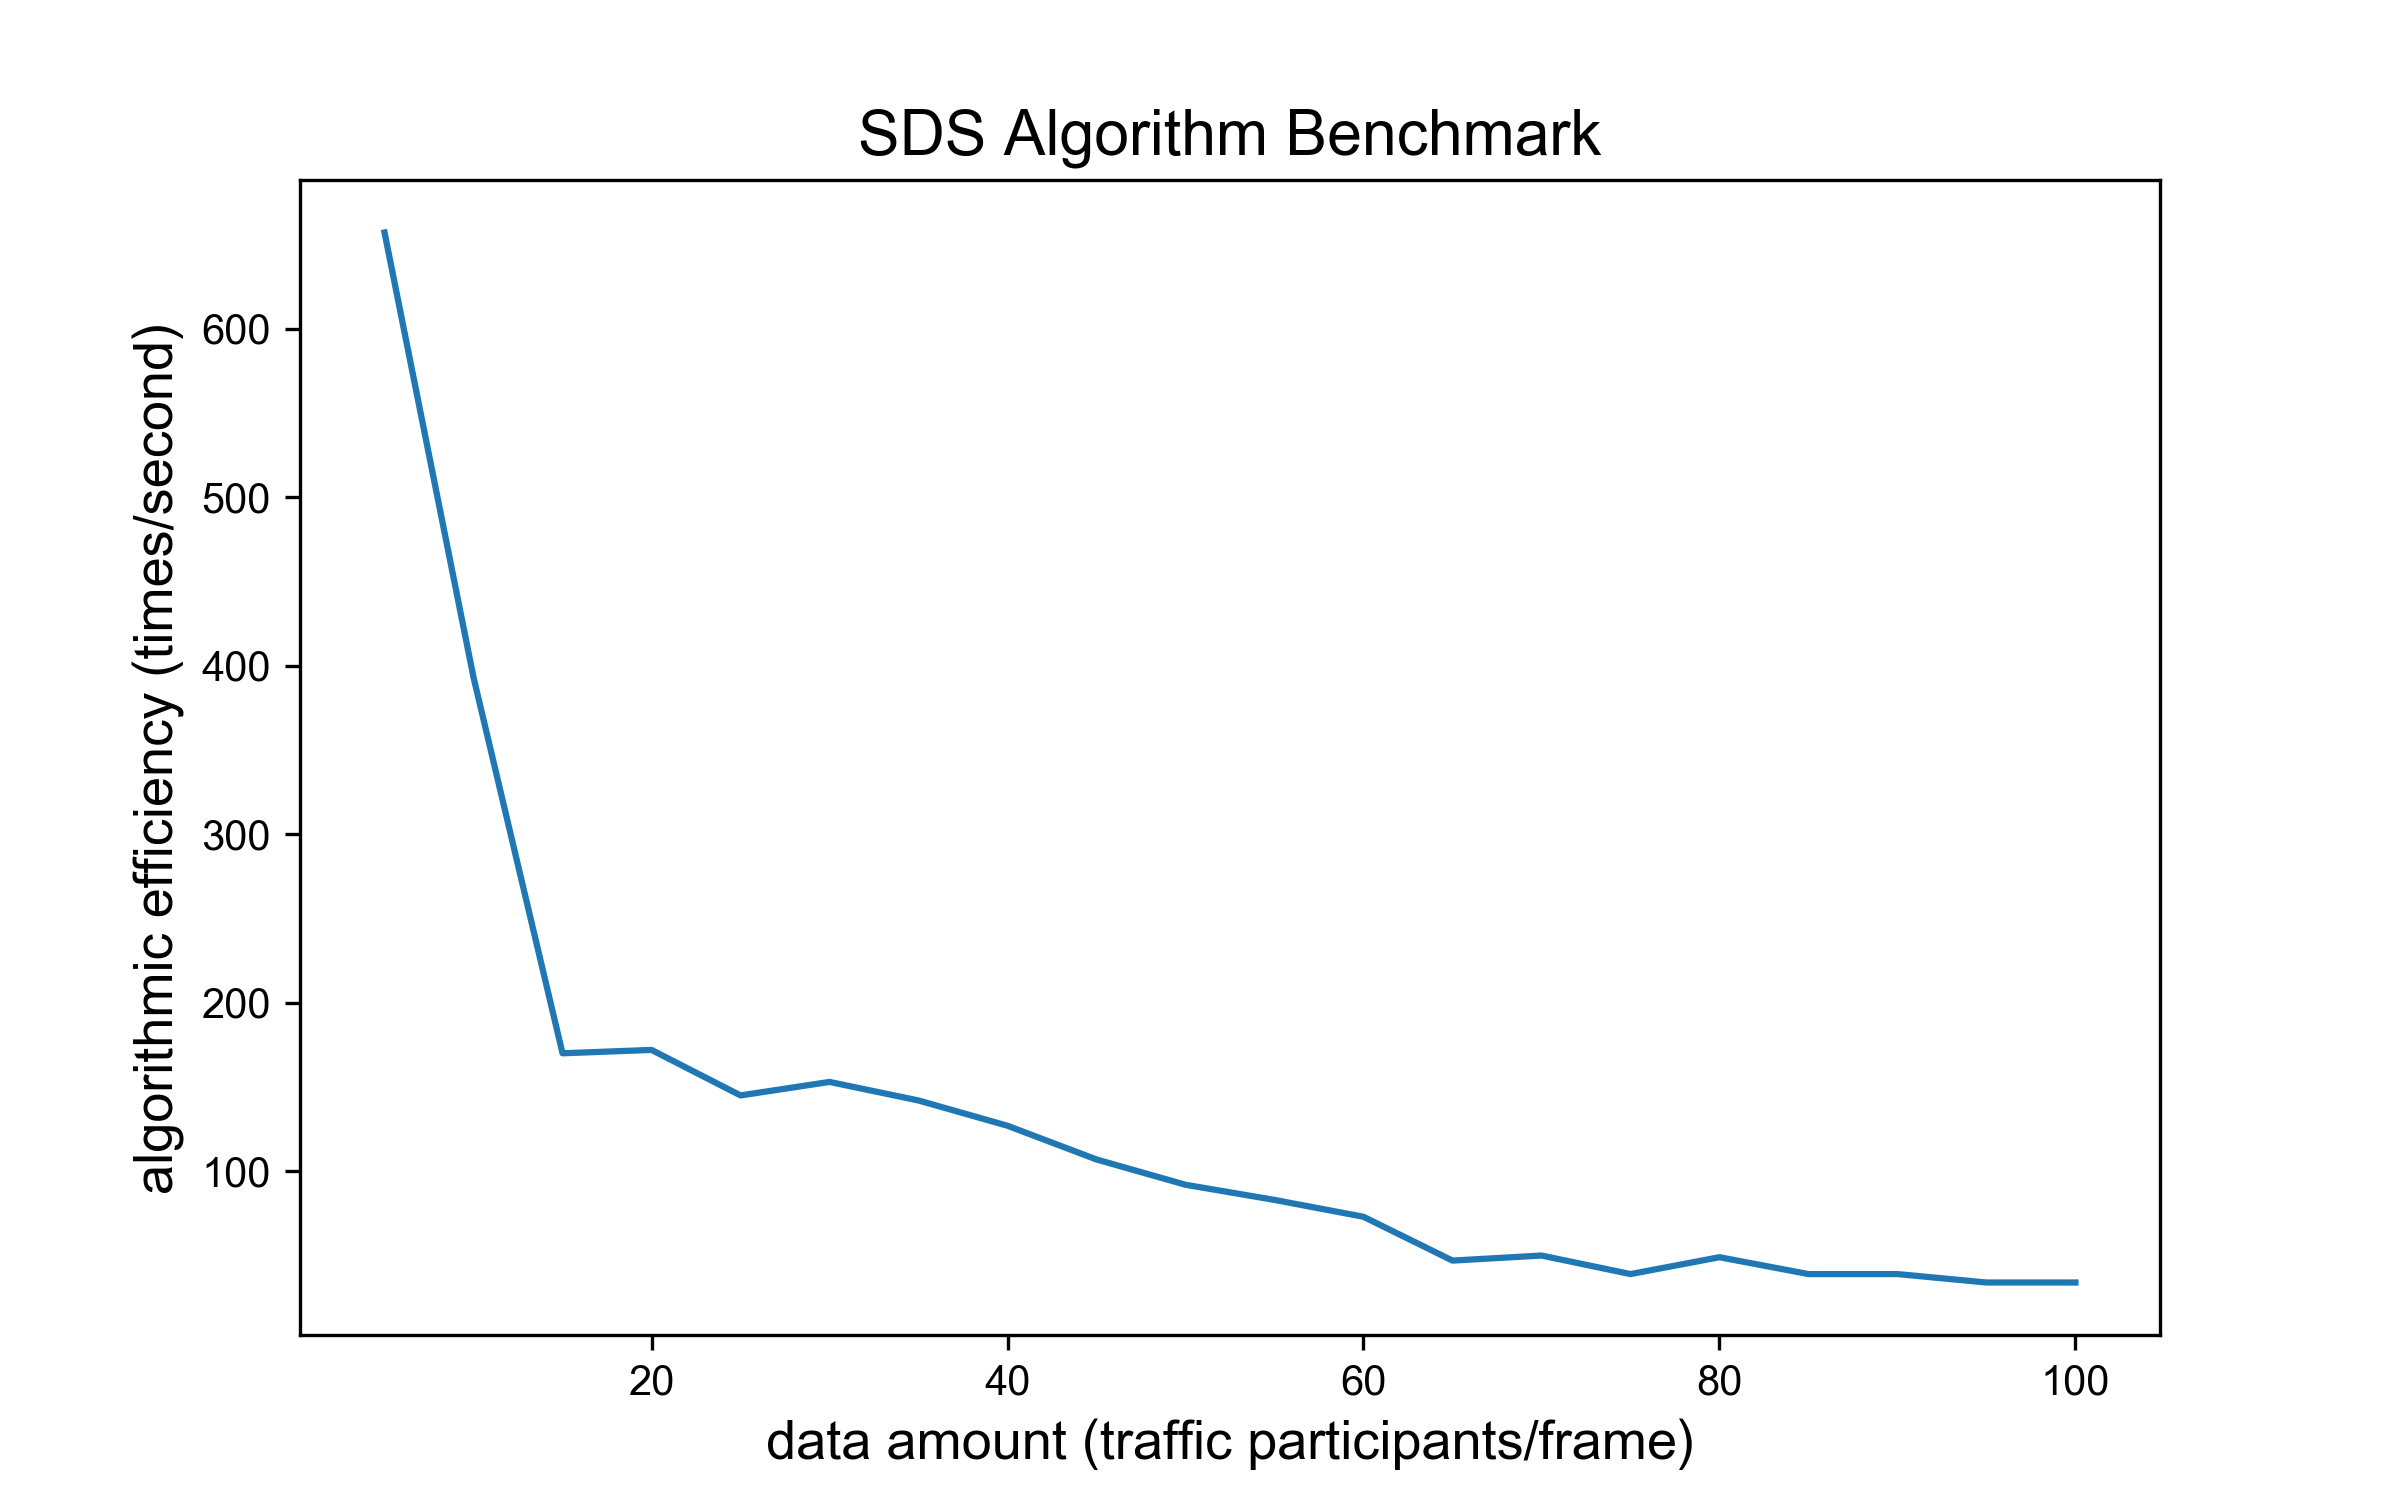 SDS Algorithm Benchmark
algorithmic efficiency (times/second)
600
500
400
300
200
100
20 40 60 80 100
data amount (traffic participants/frame)